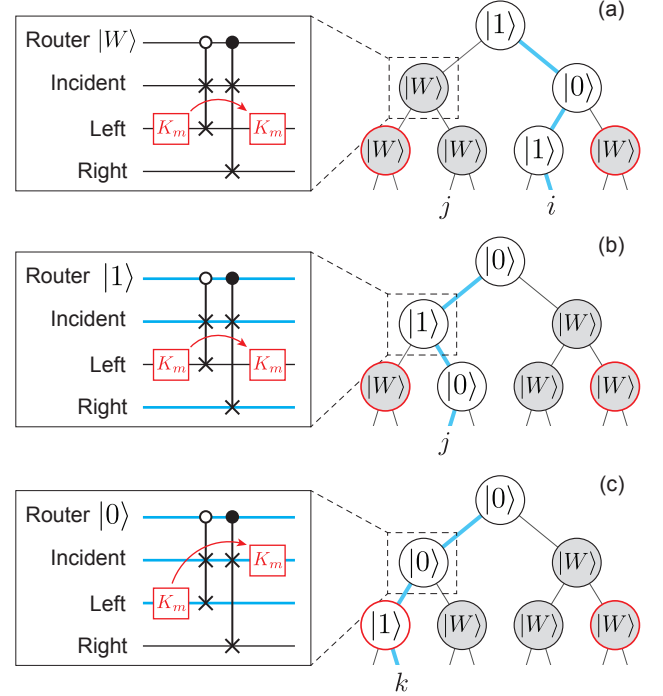 (a)
Router |W⟩
Incident
Left
K_m K_m
Right
|1⟩
|W⟩ |0⟩
|W⟩ |W⟩ |1⟩ |W⟩
j i
(b)
Router |1⟩
Incident
Left
K_m K_m
Right
|0⟩
|1⟩ |W⟩
|W⟩ |0⟩ |W⟩ |W⟩
j
(c)
Router |0⟩
Incident
K_m
Left
K_m
Right
|0⟩
|0⟩ |W⟩
|1⟩ |W⟩ |W⟩ |W⟩
k